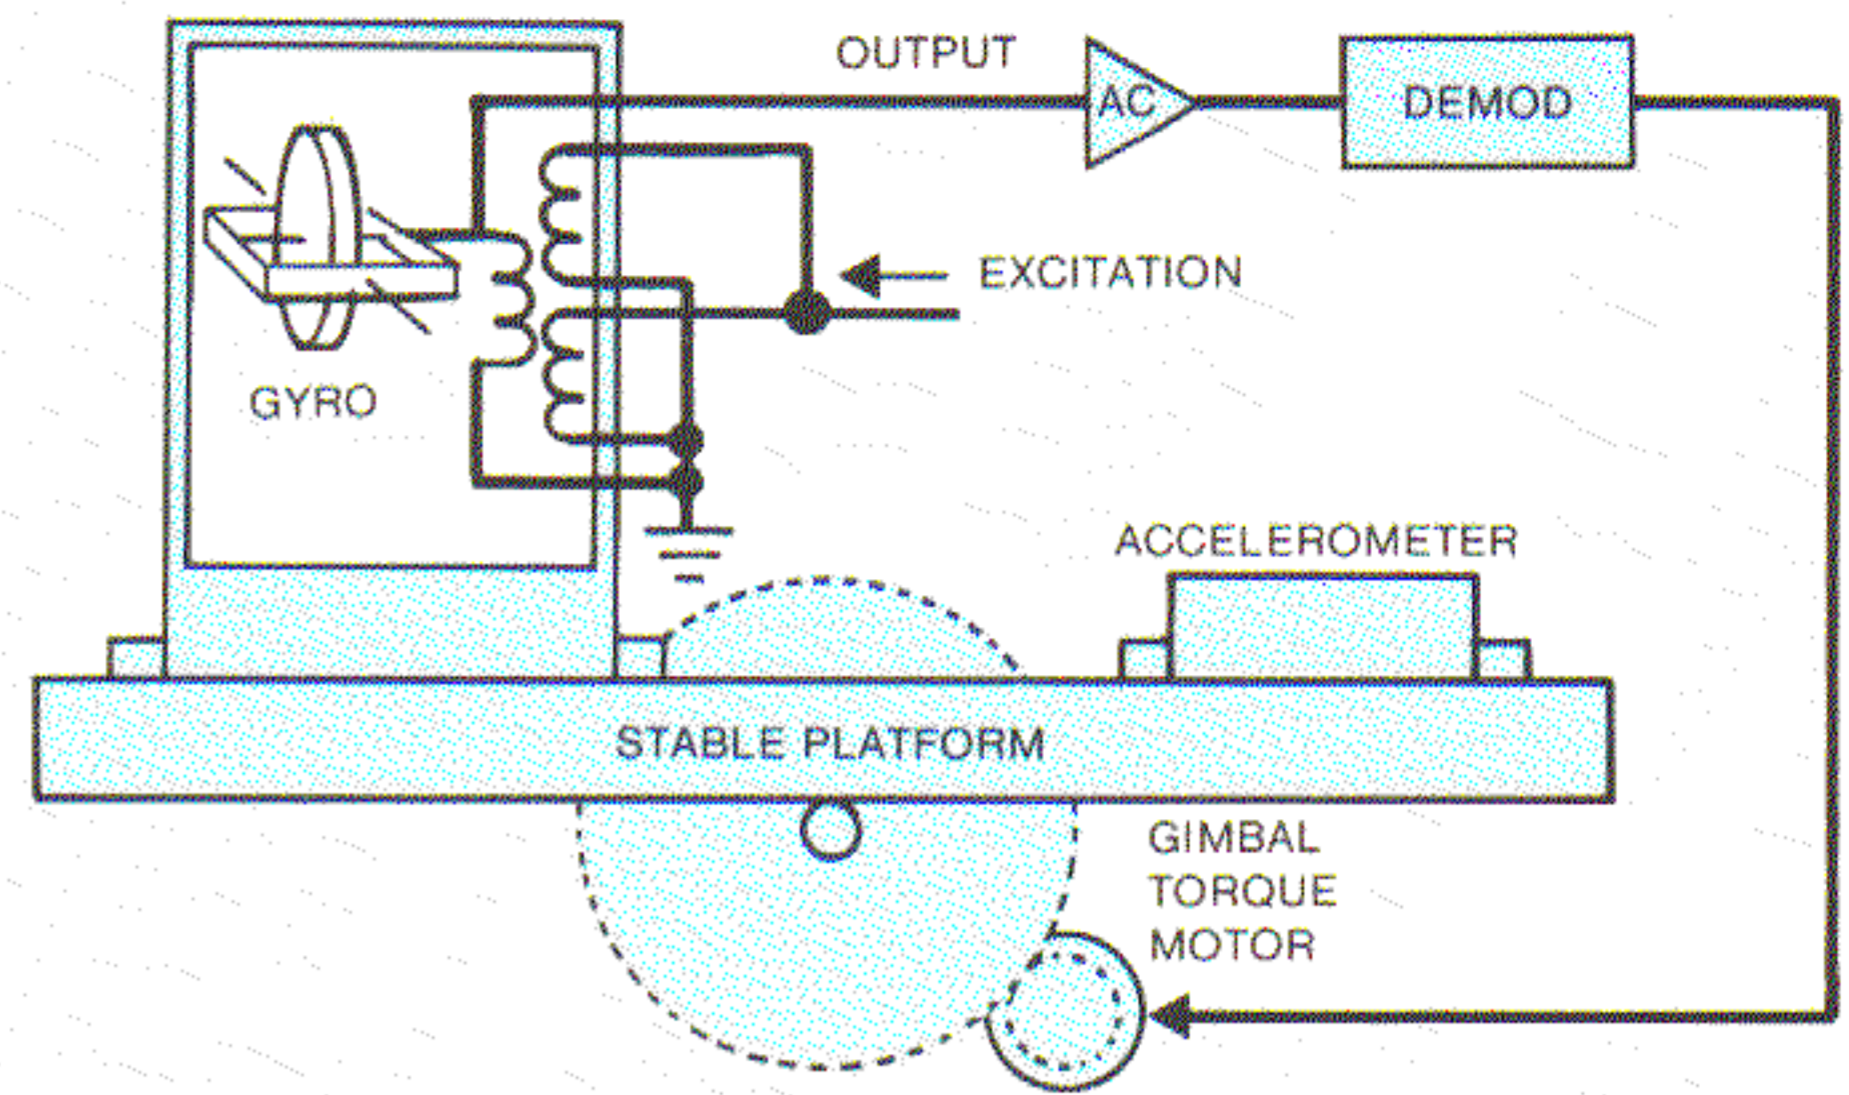 OUTPUT
AC
DEMOD
EXCITATION
GYRO
ACCELEROMETER
STABLE PLATFORM
GIMBAL
TORQUE
MOTOR